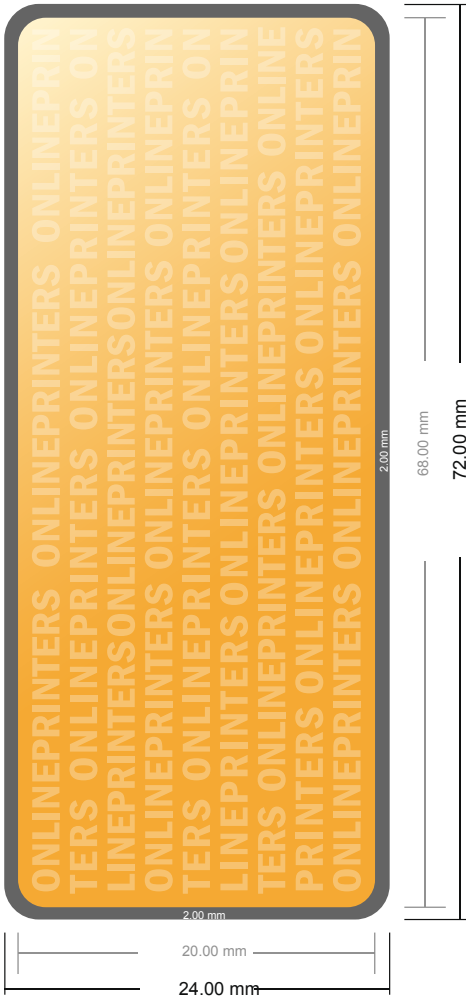 ONLINEPRINTERS ONLINEPRINTERS ONLINEPRIN
TERS ONLINEPRINTERS ONLINEPRINTERS ON
LINEPRINTERSONLINEPRINTERSONLINEPRINTERS
ONLINEPRINTERS ONLINEPRINTERS ONLINEPRIN
TERS ONLINEPRINTERS ONLINEPRINTERS ON
LINEPRINTERS ONLINEPRINTERS ONLINEPRIN
TERS ONLINEPRINTERS ONLINEPRINTERS ONLINE
PRINTERS ONLINEPRINTERS ONLINEPRINTERS
ONLINEPRINTERS ONLINEPRINTERS ONLINEPRIN
2.00 mm
68.00 mm
72.00 mm
2.00 mm
20.00 mm
24.00 mm